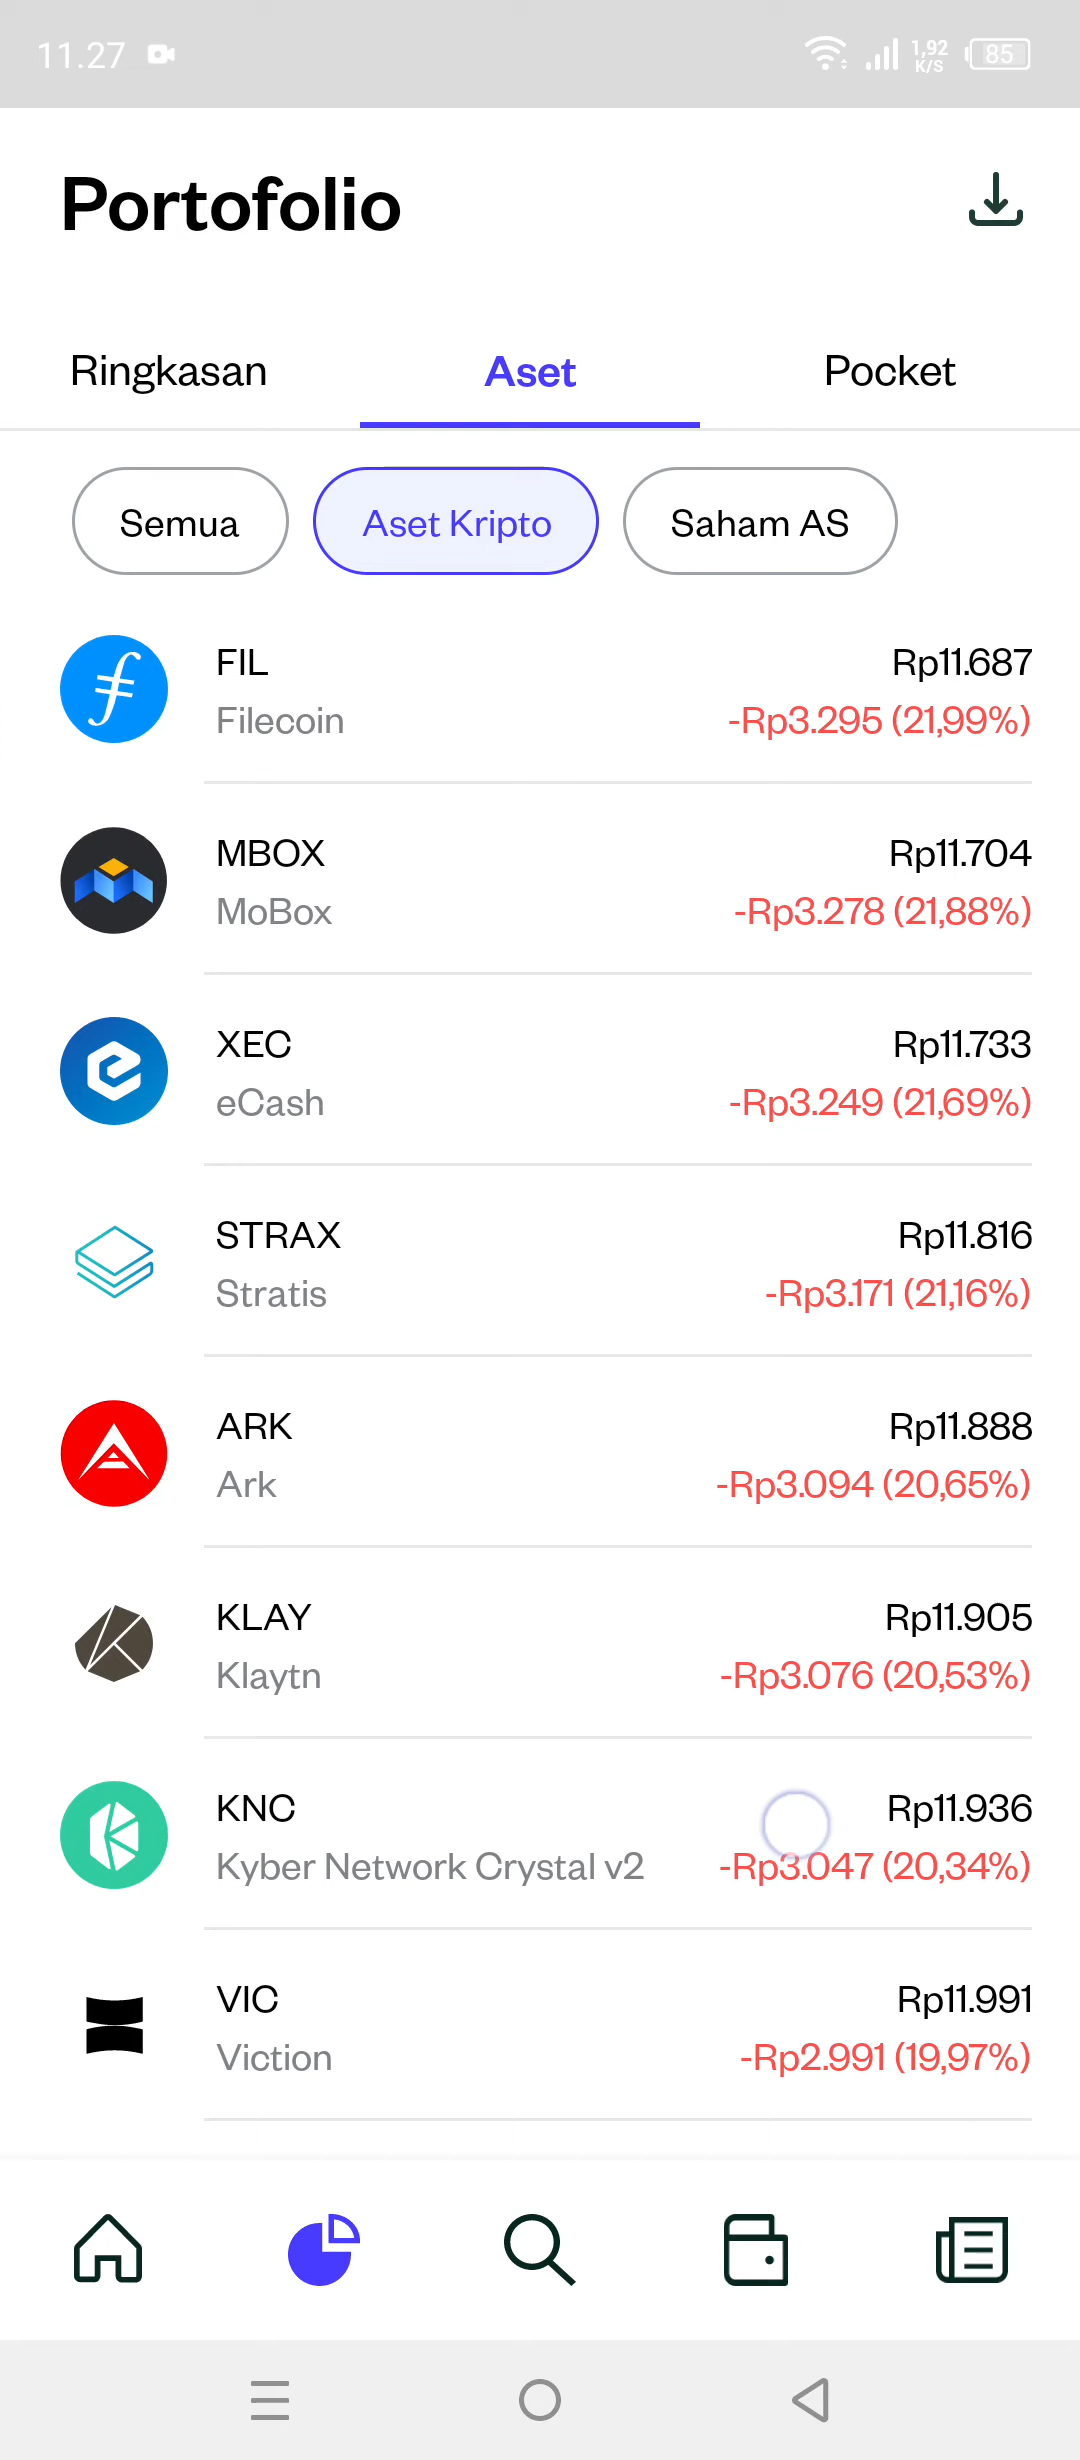 11.27
1,92
K/S
85
Portofolio
Ringkasan Aset Pocket
Semua Aset Kripto Saham AS
FIL Rp11.687
Filecoin -Rp3.295 (21,99%)
MBOX Rp11.704
MoBox -Rp3.278 (21,88%)
XEC Rp11.733
eCash -Rp3.249 (21,69%)
STRAX Rp11.816
Stratis -Rp3.171 (21,16%)
ARK Rp11.888
Ark -Rp3.094 (20,65%)
KLAY Rp11.905
Klaytn -Rp3.076 (20,53%)
KNC Rp11.936
Kyber Network Crystal v2 -Rp3.047 (20,34%)
VIC Rp11.991
Viction -Rp2.991 (19,97%)